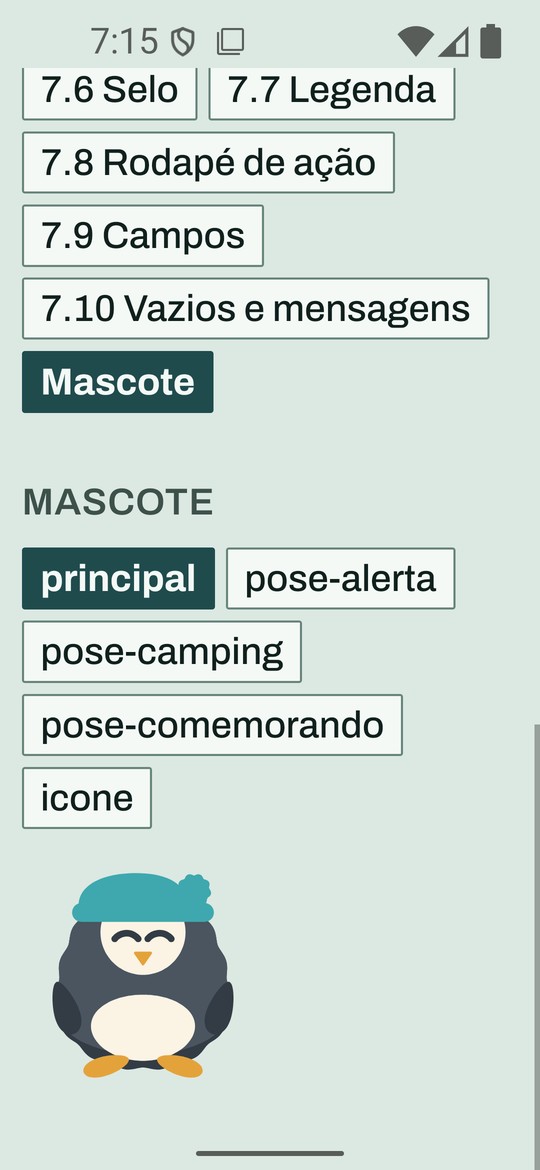 7:15
7.6 Selo 7.7 Legenda
7.8 Rodapé de ação
7.9 Campos
7.10 Vazios e mensagens
Mascote
MASCOTE
principal pose-alerta
pose-camping
pose-comemorando
icone